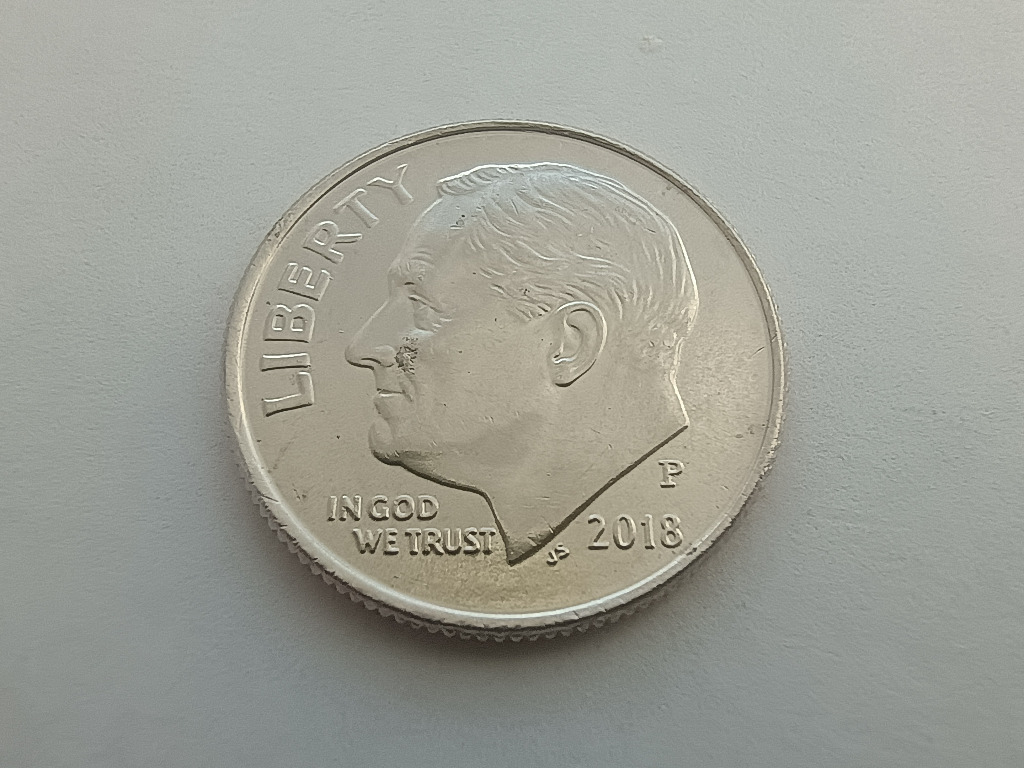 LIBERTY
IN GOD
WE TRUST
JS
P
2018